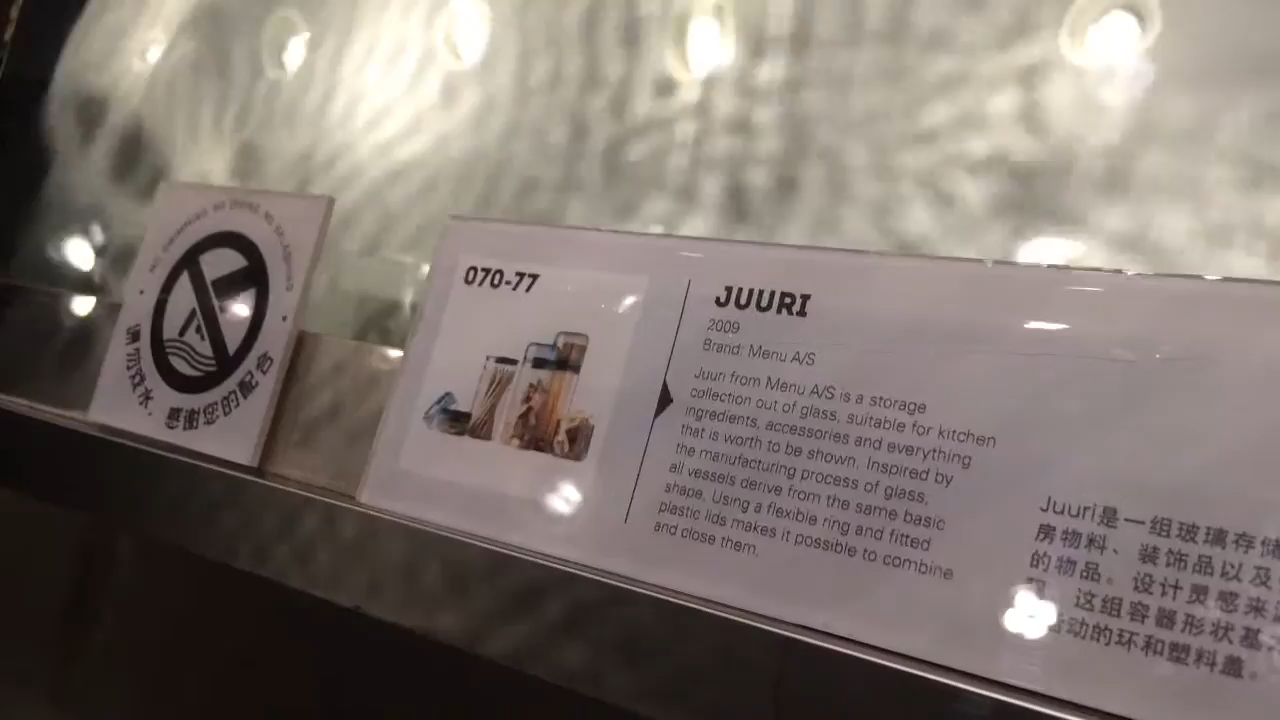 请勿戏水，感谢您的配合
070-77
JUURI
2009
Brand: Menu A/S
Juuri from Menu A/S is a storage
collection out of glass, suitable for kitchen
ingredients, accessories and everything
that is worth to be shown. Inspired by
the manufacturing process of glass,
all vessels derive from the same basic
shape. Using a flexible ring and fitted
plastic lids makes it possible to combine
and close them.
Juuri是一组玻璃存储
房物料、装饰品以及
的物品。设计灵感来
这组容器形状基
动的环和塑料盖。